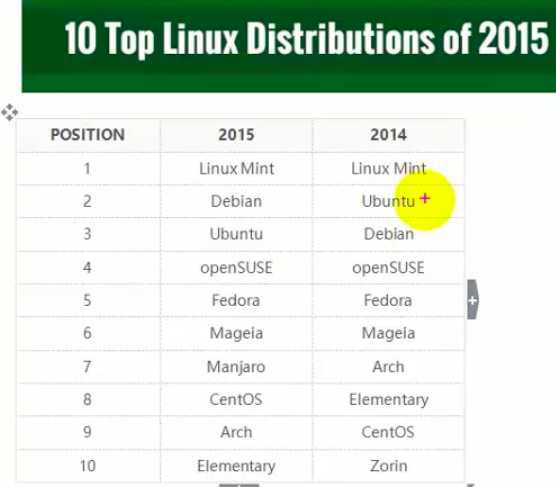 10 Top Linux Distributions of 2015
POSITION 2015 2014
1 Linux Mint Linux Mint
2 Debian Ubuntu
3 Ubuntu Debian
4 openSUSE openSUSE
5 Fedora Fedora
6 Mageia Mageia
7 Manjaro Arch
8 CentOS Elementary
9 Arch CentOS
10 Elementary Zorin